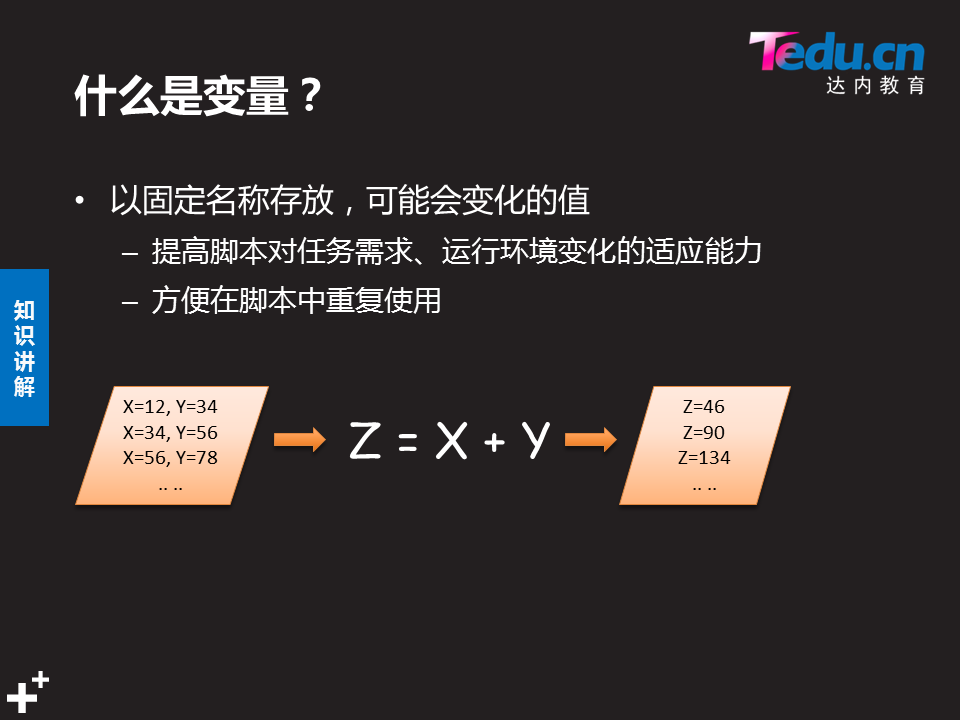 Tedu.cn
达内教育
什么是变量？
• 以固定名称存放，可能会变化的值
– 提高脚本对任务需求、运行环境变化的适应能力
– 方便在脚本中重复使用
知识讲解
X=12, Y=34
X=34, Y=56
X=56, Y=78
.. ..
Z = X + Y
Z=46
Z=90
Z=134
.. ..